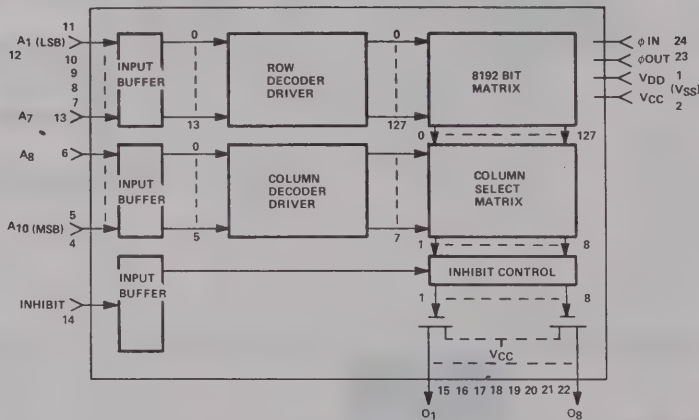 11
A1 (LSB)
12
10
9
8
7
A7 13
INPUT
BUFFER
0
13
ROW
DECODER
DRIVER
0
127
8192 BIT
MATRIX
ϕ IN 24
ϕ OUT 23
VDD 1
(VSS)
VCC 2
0
127
A8 6
5
A10 (MSB)
4
INPUT
BUFFER
0
5
COLUMN
DECODER
DRIVER
7
COLUMN
SELECT
MATRIX
1
8
INHIBIT
14
INPUT
BUFFER
INHIBIT CONTROL
1
8
VCC
15 16 17 18 19 20 21 22
O1
O8